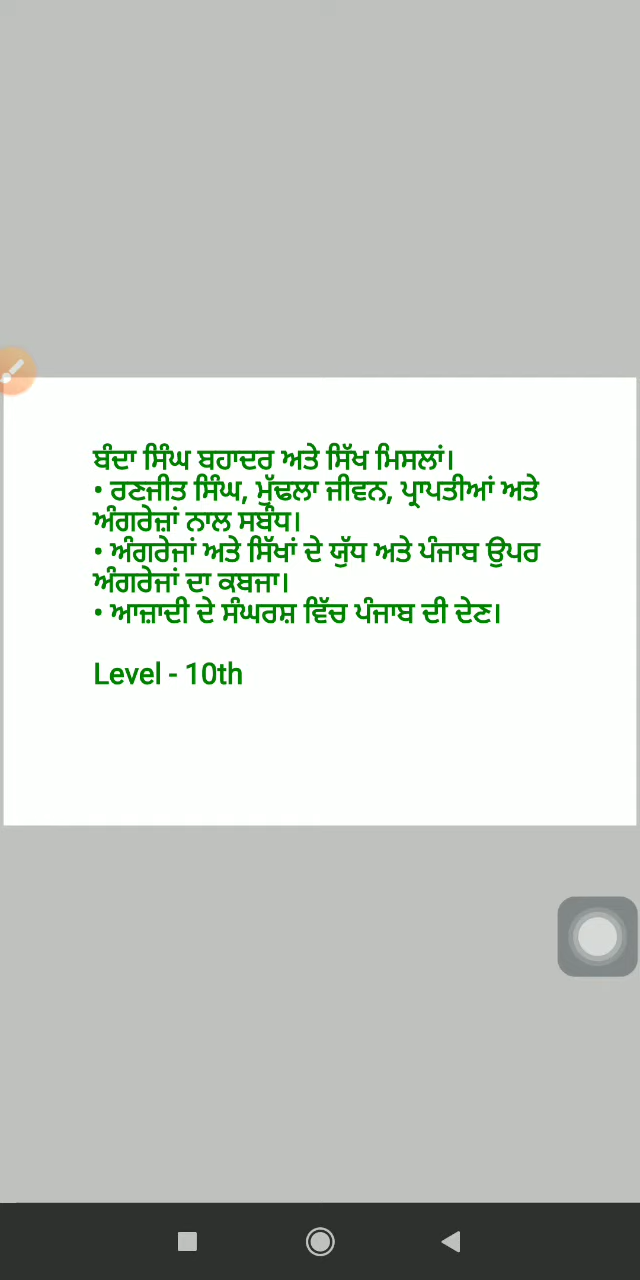 ਬੰਦਾ ਸਿੰਘ ਬਹਾਦਰ ਅਤੇ ਸਿੱਖ ਮਿਸਲਾਂ।
• ਰਣਜੀਤ ਸਿੰਘ, ਮੁੱਢਲਾ ਜੀਵਨ, ਪ੍ਰਾਪਤੀਆਂ ਅਤੇ
ਅੰਗਰੇਜ਼ਾਂ ਨਾਲ ਸਬੰਧ।
• ਅੰਗਰੇਜਾਂ ਅਤੇ ਸਿੱਖਾਂ ਦੇ ਯੁੱਧ ਅਤੇ ਪੰਜਾਬ ਉਪਰ
ਅੰਗਰੇਜਾਂ ਦਾ ਕਬਜਾ।
• ਆਜ਼ਾਦੀ ਦੇ ਸੰਘਰਸ਼ ਵਿੱਚ ਪੰਜਾਬ ਦੀ ਦੇਣ।
Level - 10th